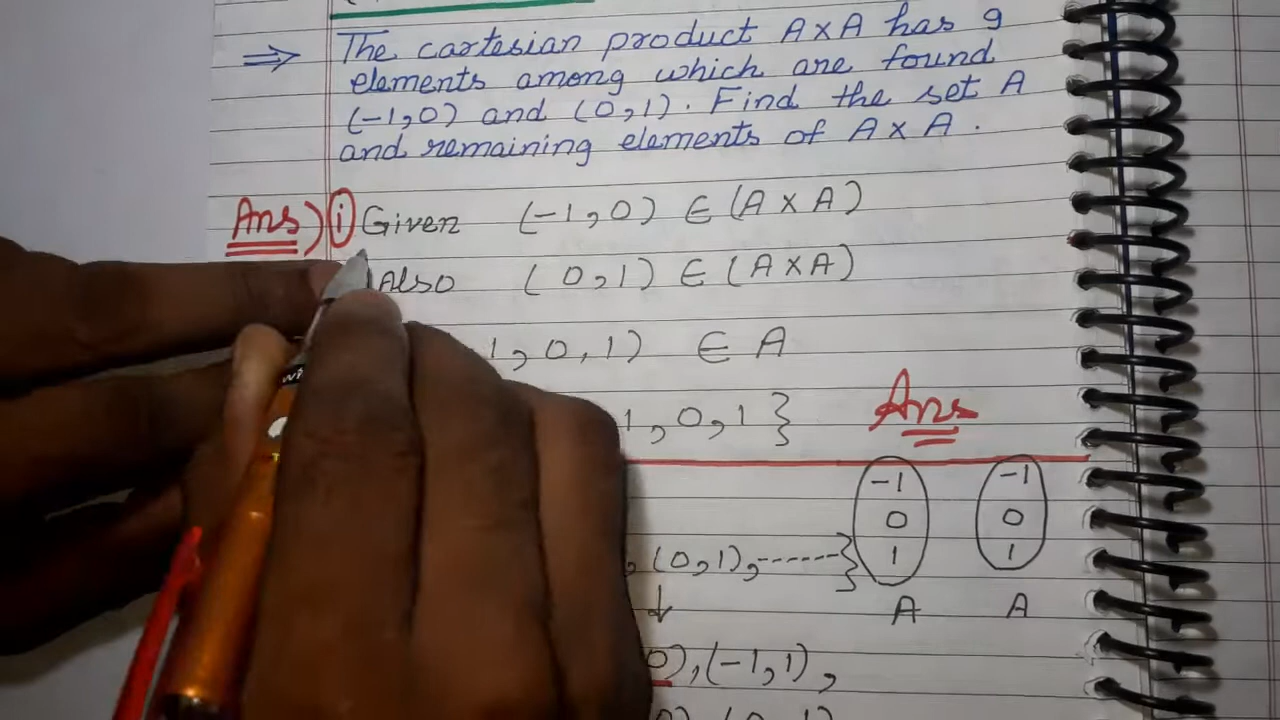 ⇒ The cartesian product A×A has 9
elements among which are found
(-1,0) and (0,1). Find the set A
and remaining elements of A×A.
Ans) i Given (-1,0) ∈ (A×A)
Also (0,1) ∈ (A×A)
1,0,1) ∈ A
1,0,1} Ans
-1 -1
0 0
(0,1),------} 1 1
↓ A A
0),(-1,1),